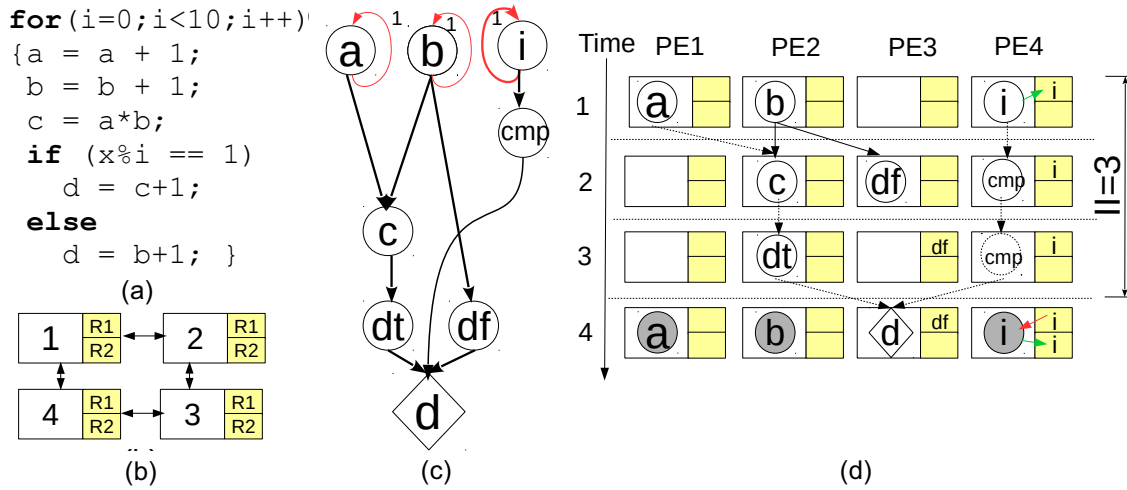 for(i=0;i<10;i++)
{a = a + 1;
b = b + 1;
c = a*b;
if (x%i == 1)
d = c+1;
else
d = b+1; }
(a)
1 R1 R2
2 R1 R2
4 R1 R2
3 R1 R2
(b)
a 1
b 1
i 1
cmp
c
dt
df
d
(c)
Time PE1 PE2 PE3 PE4
1 a b i i
2 c df cmp i
3 dt df cmp i
4 a b d df i i i
II=3
(d)